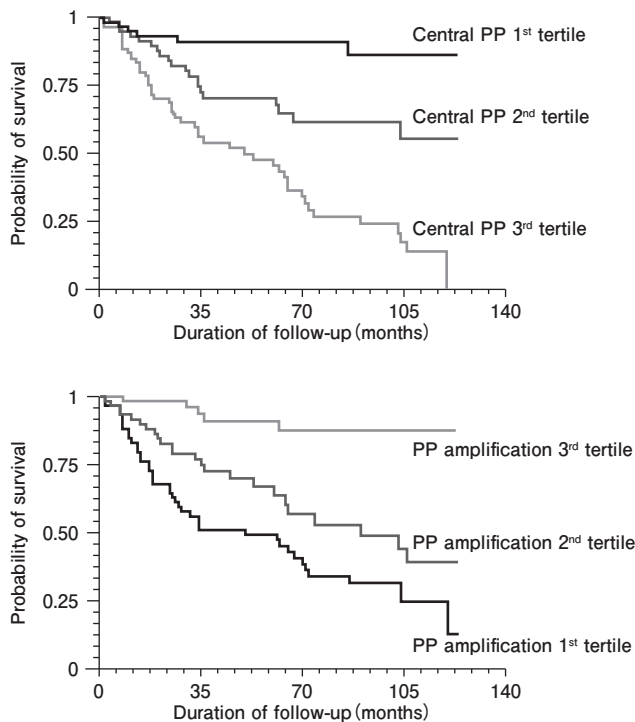 1
Central PP 1st tertile
0.75
Central PP 2nd tertile
0.50
0.25
Central PP 3rd tertile
0
0 35 70 105 140
Probability of survival
Duration of follow-up (months)
1
PP amplification 3rd tertile
0.75
0.50
PP amplification 2nd tertile
0.25
PP amplification 1st tertile
0
0 35 70 105 140
Probability of survival
Duration of follow-up (months)